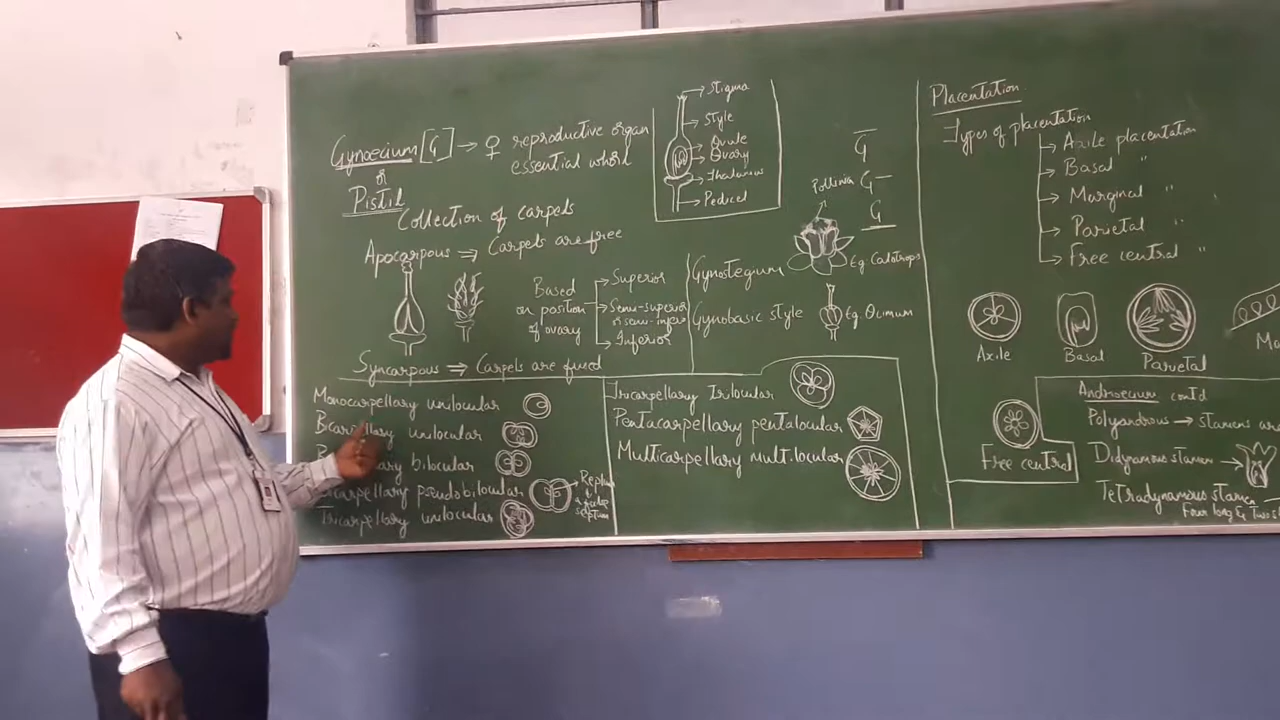 Gynoecium [G] → ♀ reproductive organ
essential whorl
or
Pistil
Collection of carpels
Apocarpous ⇒ Carpels are free
Syncarpous ⇒ Carpels are fused
Based
on position
of ovary
Superior
Semi-superior
or semi-inferior
Inferior
Stigma
Style
Ovule
Ovary
Thalamus
Pedicel
G
Pollinia G
G
Gynostegium
Eg Calotrops
Gynobasic style
Eg: Ocimum
Monocarpellary unilocular
Bicarpellary unilocular
bilocular
Bicarpellary pseudobilocular
Tricarpellary unilocular
septum
Tricarpellary Trilocular
Pentacarpellary pentalocular
Multicarpellary multilocular
Placentation
Types of placentation
Axile placentation
Basal "
Marginal "
Parietal "
Free central "
Axile
Basal
Parietal
Ma
Free central
Androecium contd
Polyandrous → stamens are
Didynamous stamen →
Tetradynamous stamen
Four long & Two s